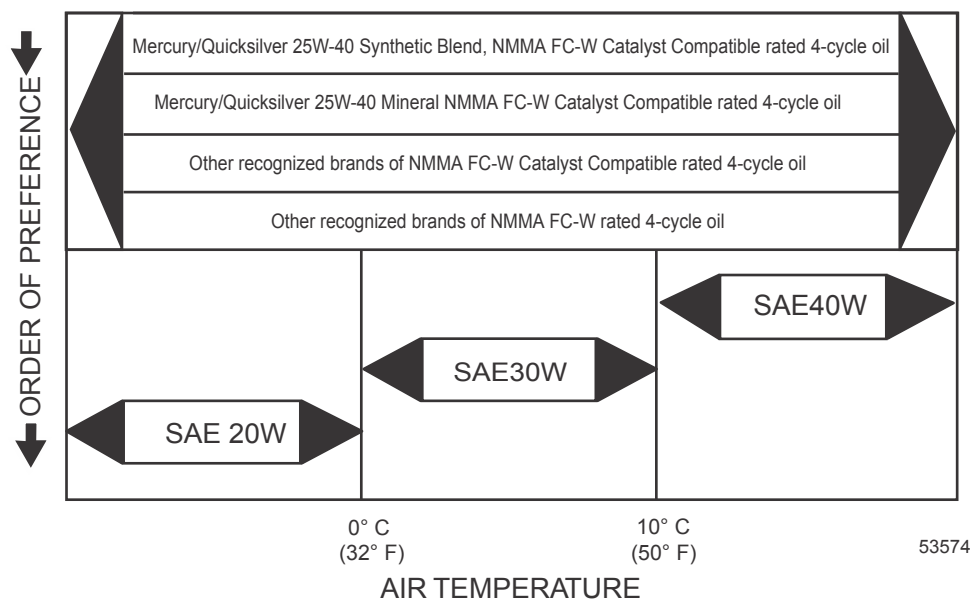 ORDER OF PREFERENCE
Mercury/Quicksilver 25W-40 Synthetic Blend, NMMA FC-W Catalyst Compatible rated 4-cycle oil
Mercury/Quicksilver 25W-40 Mineral NMMA FC-W Catalyst Compatible rated 4-cycle oil
Other recognized brands of NMMA FC-W Catalyst Compatible rated 4-cycle oil
Other recognized brands of NMMA FC-W rated 4-cycle oil
SAE40W
SAE30W
SAE 20W
0° C
(32° F)
10° C
(50° F)
53574
AIR TEMPERATURE